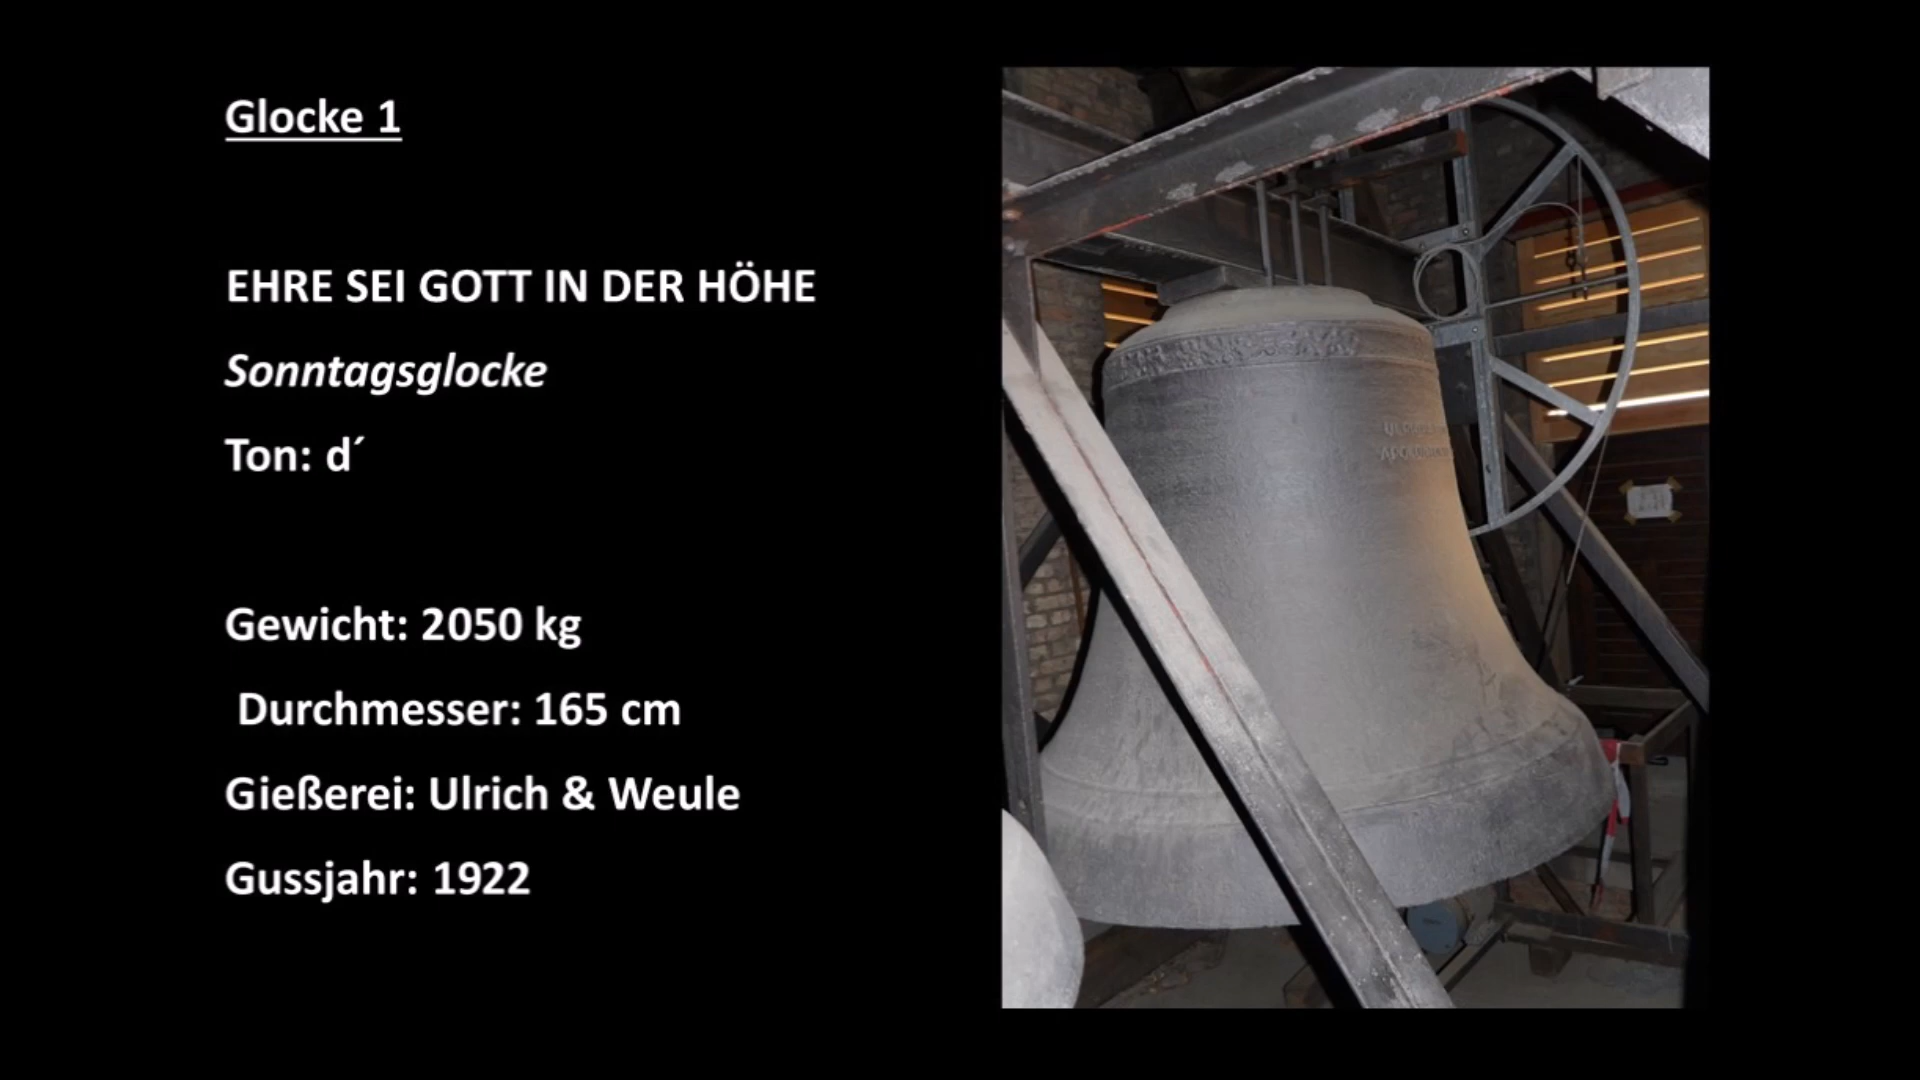 Glocke 1
EHRE SEI GOTT IN DER HÖHE
Sonntagsglocke
Ton: d´
Gewicht: 2050 kg
Durchmesser: 165 cm
Gießerei: Ulrich & Weule
Gussjahr: 1922